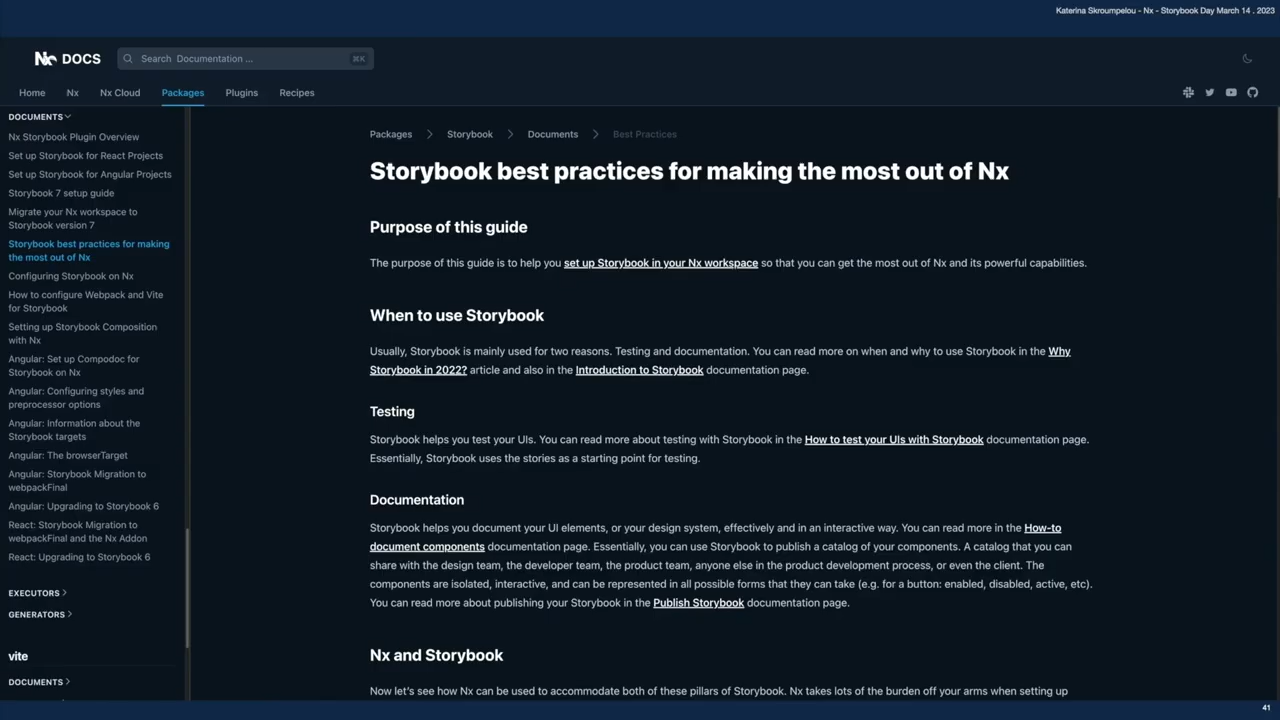 Katerina Skroumpelou - Nx - Storybook Day March 14 . 2023
Nx DOCS
Search Documentation ...
⌘K
Home
Nx
Nx Cloud
Packages
Plugins
Recipes
DOCUMENTS
Nx Storybook Plugin Overview
Set up Storybook for React Projects
Set up Storybook for Angular Projects
Storybook 7 setup guide
Migrate your Nx workspace to
Storybook version 7
Storybook best practices for making
the most out of Nx
Configuring Storybook on Nx
How to configure Webpack and Vite
for Storybook
Setting up Storybook Composition
with Nx
Angular: Set up Compodoc for
Storybook on Nx
Angular: Configuring styles and
preprocessor options
Angular: Information about the
Storybook targets
Angular: The browserTarget
Angular: Storybook Migration to
webpackFinal
Angular: Upgrading to Storybook 6
React: Storybook Migration to
webpackFinal and the Nx Addon
React: Upgrading to Storybook 6
EXECUTORS
GENERATORS
vite
DOCUMENTS
Packages
Storybook
Documents
Best Practices
Storybook best practices for making the most out of Nx
Purpose of this guide
The purpose of this guide is to help you set up Storybook in your Nx workspace so that you can get the most out of Nx and its powerful capabilities.
When to use Storybook
Usually, Storybook is mainly used for two reasons. Testing and documentation. You can read more on when and why to use Storybook in the Why
Storybook in 2022? article and also in the Introduction to Storybook documentation page.
Testing
Storybook helps you test your UIs. You can read more about testing with Storybook in the How to test your UIs with Storybook documentation page.
Essentially, Storybook uses the stories as a starting point for testing.
Documentation
Storybook helps you document your UI elements, or your design system, effectively and in an interactive way. You can read more in the How-to
document components documentation page. Essentially, you can use Storybook to publish a catalog of your components. A catalog that you can
share with the design team, the developer team, the product team, anyone else in the product development process, or even the client. The
components are isolated, interactive, and can be represented in all possible forms that they can take (e.g. for a button: enabled, disabled, active, etc).
You can read more about publishing your Storybook in the Publish Storybook documentation page.
Nx and Storybook
Now let's see how Nx can be used to accommodate both of these pillars of Storybook. Nx takes lots of the burden off your arms when setting up
41